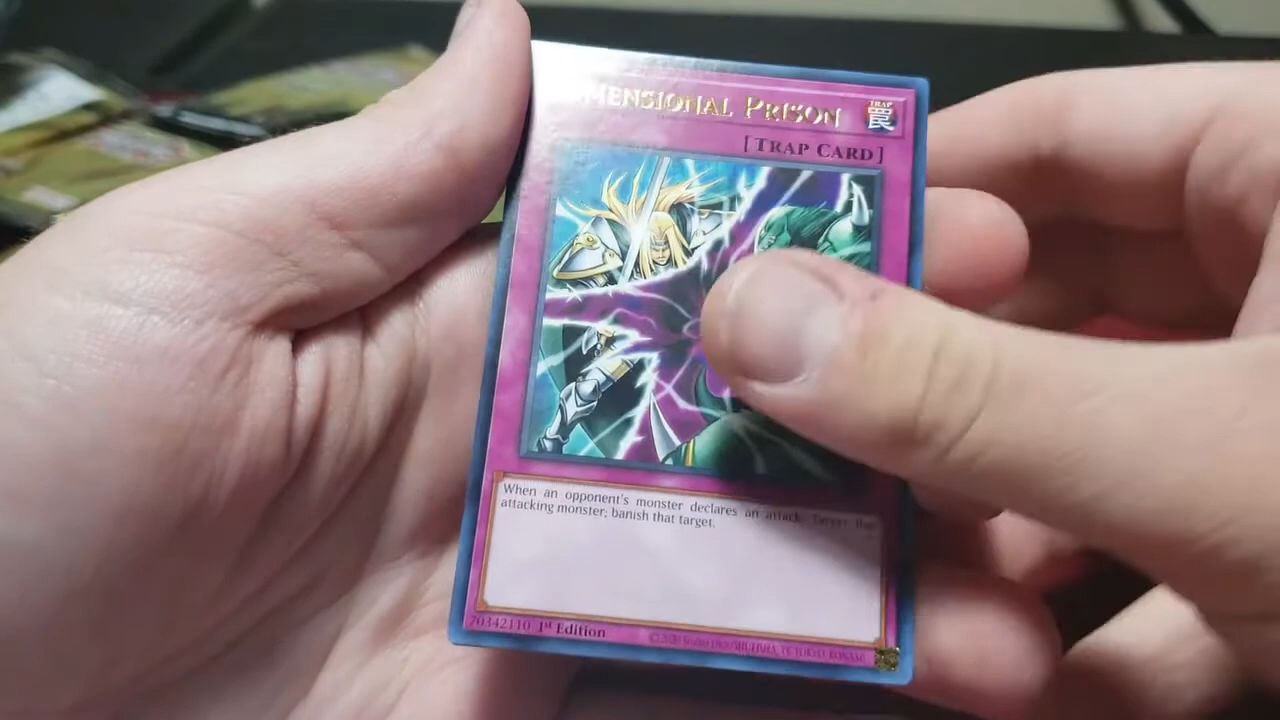 MENSIONAL PRISON
TRAP
罠
[TRAP CARD]
When an opponent's monster declares an attack: Target the
attacking monster; banish that target.
70342110 1st Edition